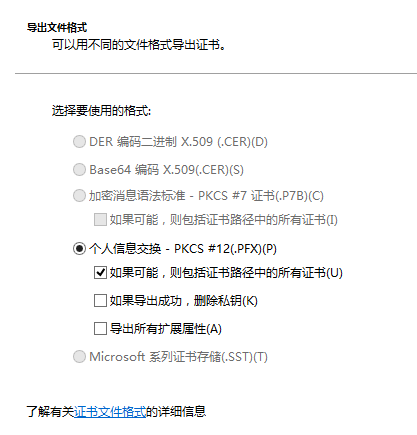 导出文件格式
可以用不同的文件格式导出证书。
选择要使用的格式:
DER 编码二进制 X.509 (.CER)(D)
Base64 编码 X.509(.CER)(S)
加密消息语法标准 - PKCS #7 证书(.P7B)(C)
如果可能，则包括证书路径中的所有证书(I)
个人信息交换 - PKCS #12(.PFX)(P)
如果可能，则包括证书路径中的所有证书(U)
如果导出成功，删除私钥(K)
导出所有扩展属性(A)
Microsoft 系列证书存储(.SST)(T)
了解有关证书文件格式的详细信息